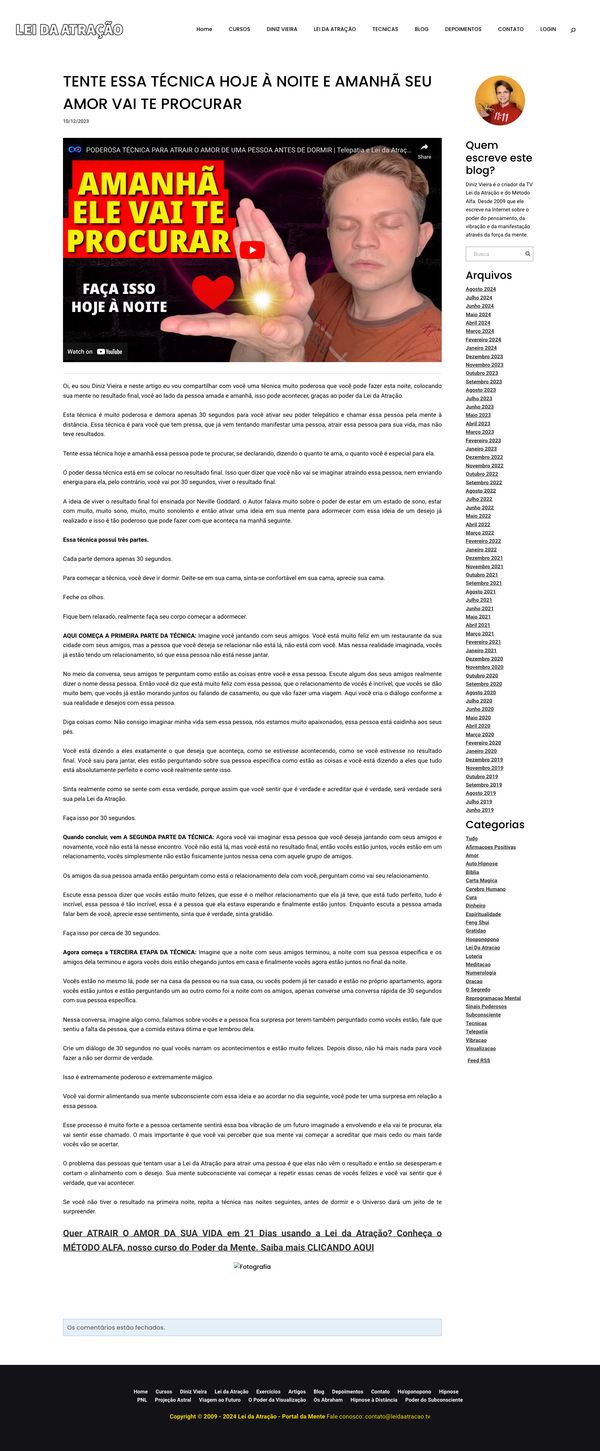 LEI DA ATRAÇÃO
Home CURSOS DINIZ VIEIRA LEI DA ATRAÇÃO TECNICAS BLOG DEPOIMENTOS CONTATO LOGIN
TENTE ESSA TÉCNICA HOJE À NOITE E AMANHÃ SEU
AMOR VAI TE PROCURAR
10/12/2023
PODEROSA TÉCNICA PARA ATRAIR O AMOR DE UMA PESSOA ANTES DE DORMIR | Telepatia e Lei da Atraç...
Share
AMANHÃ
ELE VAI TE
PROCURAR
FAÇA ISSO
HOJE À NOITE
Watch on YouTube
Oi, eu sou Diniz Vieira e neste artigo eu vou compartilhar com você uma técnica muito poderosa que você pode fazer esta noite, colocando
sua mente no resultado final, você ao lado da pessoa amada e amanhã, isso pode acontecer, graças ao poder da Lei da Atração.
Esta técnica é muito poderosa e demora apenas 30 segundos para você ativar seu poder telepático e chamar essa pessoa pela mente à
distância. Essa técnica é para você que tem pressa, que já vem tentando manifestar uma pessoa, atrair essa pessoa para sua vida, mas não
teve resultados.
Tente essa técnica hoje e amanhã essa pessoa pode te procurar, se declarando, dizendo o quanto te ama, o quanto você é especial para ela.
O poder dessa técnica está em se colocar no resultado final. Isso quer dizer que você não vai se imaginar atraindo essa pessoa, nem enviando
energia para ela, pelo contrário, você vai por 30 segundos, viver o resultado final.
A ideia de viver o resultado final foi ensinada por Neville Goddard. o Autor falava muito sobre o poder de estar em um estado de sono, estar
com muito, muito sono, muito, muito sonolento e então ativar uma ideia em sua mente para adormecer com essa ideia de um desejo já
realizado e isso é tão poderoso que pode fazer com que aconteça na manhã seguinte.
Essa técnica possui três partes.
Cada parte demora apenas 30 segundos.
Para começar a técnica, você deve ir dormir. Deite-se em sua cama, sinta-se confortável em sua cama, aprecie sua cama.
Feche os olhos.
Fique bem relaxado, realmente faça seu corpo começar a adormecer.
AQUI COMEÇA A PRIMEIRA PARTE DA TÉCNICA: Imagine você jantando com seus amigos. Você está muito feliz em um restaurante da sua
cidade com seus amigos, mas a pessoa que você deseja se relacionar não está lá, não está com você. Mas nessa realidade imaginada, vocês
já estão tendo um relacionamento, só que essa pessoa não está nesse jantar.
No meio da conversa, seus amigos te perguntam como estão as coisas entre você e essa pessoa. Escute algum dos seus amigos realmente
dizer o nome dessa pessoa. Então você diz que está muito feliz com essa pessoa, que o relacionamento de vocês é incrível, que vocês se dão
muito bem, que vocês já estão morando juntos ou falando de casamento, ou que vão fazer uma viagem. Aqui você cria o diálogo conforme a
sua realidade e desejos com essa pessoa.
Diga coisas como: Não consigo imaginar minha vida sem essa pessoa, nós estamos muito apaixonados, essa pessoa está caidinha aos seus
pés.
Você está dizendo a eles exatamente o que deseja que aconteça, como se estivesse acontecendo, como se você estivesse no resultado
final. Você saiu para jantar, eles estão perguntando sobre sua pessoa específica como estão as coisas e você está dizendo a eles que tudo
está absolutamente perfeito e como você realmente sente isso.
Sinta realmente como se sente com essa verdade, porque assim que você sentir que é verdade e acreditar que é verdade, será verdade será
sua pela Lei da Atração.
Faça isso por 30 segundos.
Quando concluir, vem A SEGUNDA PARTE DA TÉCNICA: Agora você vai imaginar essa pessoa que você deseja jantando com seus amigos e
novamente, você não está lá nesse encontro. Você não está lá, mas você está no resultado final, então vocês estão juntos, vocês estão em um
relacionamento, vocês simplesmente não estão fisicamente juntos nessa cena com aquele grupo de amigos.
Os amigos da sua pessoa amada então perguntam como está o relacionamento dela com você, perguntam como vai seu relacionamento.
Escute essa pessoa dizer que vocês estão muito felizes, que esse é o melhor relacionamento que ela já teve, que está tudo perfeito, tudo é
incrível, essa pessoa é tão incrível, essa é a pessoa que ela estava esperando e finalmente estão juntos. Enquanto escuta a pessoa amada
falar bem de você, aprecie esse sentimento, sinta que é verdade, sinta gratidão.
Faça isso por cerca de 30 segundos.
Agora começa a TERCEIRA ETAPA DA TÉCNICA: Imagine que a noite com seus amigos terminou, a noite com sua pessoa específica e os
amigos dela terminou e agora vocês dois estão chegando juntos em casa e finalmente vocês agora estão juntos no final da noite.
Vocês estão no mesmo lá, pode ser na casa da pessoa ou na sua casa, ou vocês podem já ter casado e estão no próprio apartamento, agora
vocês estão juntos e estão perguntando um ao outro como foi a noite com os amigos, apenas converse uma conversa rápida de 30 segundos
com sua pessoa específica.
Nessa conversa, imagine algo como, falamos sobre vocês e a pessoa fica surpresa por terem também perguntado como vocês estão, fale que
sentiu a falta da pessoa, que a comida estava ótima e que lembrou dela.
Crie um diálogo de 30 segundos no qual vocês narram os acontecimentos e estão muito felizes. Depois disso, não há mais nada para você
fazer a não ser dormir de verdade.
Isso é extremamente poderoso e extremamente mágico.
Você vai dormir alimentando sua mente subconsciente com essa ideia e ao acordar no dia seguinte, você pode ter uma surpresa em relação a
essa pessoa.
Esse processo é muito forte e a pessoa certamente sentirá essa boa vibração de um futuro imaginado a envolvendo e ela vai te procurar, ela
vai sentir esse chamado. O mais importante é que você vai perceber que sua mente vai começar a acreditar que mais cedo ou mais tarde
vocês vão se acertar.
O problema das pessoas que tentam usar a Lei da Atração para atrair uma pessoa é que elas não vêm o resultado e então se desesperam e
cortam o alinhamento com o desejo. Sua mente subconsciente vai começar a repetir essas cenas de vocês felizes e você vai sentir que é
verdade, que vai acontecer.
Se você não tiver o resultado na primeira noite, repita a técnica nas noites seguintes, antes de dormir e o Universo dará um jeito de te
surpreender.
Quer ATRAIR O AMOR DA SUA VIDA em 21 Dias usando a Lei da Atração? Conheça o
MÉTODO ALFA, nosso curso do Poder da Mente. Saiba mais CLICANDO AQUI
Fotografia
Os comentários estão fechados.
11:11
Quem
escreve este
blog?
Diniz Vieira é o criador da TV
Lei da Atração e do Método
Alfa. Desde 2009 que ele
escreve na Internet sobre o
poder do pensamento, da
vibração e da manifestação
através da força da mente.
Busca
Arquivos
Agosto 2024
Julho 2024
Junho 2024
Maio 2024
Abril 2024
Março 2024
Fevereiro 2024
Janeiro 2024
Dezembro 2023
Novembro 2023
Outubro 2023
Setembro 2023
Agosto 2023
Julho 2023
Junho 2023
Maio 2023
Abril 2023
Março 2023
Fevereiro 2023
Janeiro 2023
Dezembro 2022
Novembro 2022
Outubro 2022
Setembro 2022
Agosto 2022
Julho 2022
Junho 2022
Maio 2022
Abril 2022
Março 2022
Fevereiro 2022
Janeiro 2022
Dezembro 2021
Novembro 2021
Outubro 2021
Setembro 2021
Agosto 2021
Julho 2021
Junho 2021
Maio 2021
Abril 2021
Março 2021
Fevereiro 2021
Janeiro 2021
Dezembro 2020
Novembro 2020
Outubro 2020
Setembro 2020
Agosto 2020
Julho 2020
Junho 2020
Maio 2020
Abril 2020
Março 2020
Fevereiro 2020
Janeiro 2020
Dezembro 2019
Novembro 2019
Outubro 2019
Setembro 2019
Agosto 2019
Julho 2019
Junho 2019
Categorias
Tudo
Afirmacoes Positivas
Amor
Auto Hipnose
Biblia
Carta Magica
Cerebro Humano
Cura
Dinheiro
Espiritualidade
Feng Shui
Gratidao
Hooponopono
Lei Da Atracao
Loteria
Meditacao
Numerologia
Oracao
O Segredo
Reprogramacao Mental
Sinais Poderosos
Subconsciente
Tecnicas
Telepatia
Vibracao
Visualizacao
Feed RSS
Home Cursos Diniz Vieira Lei da Atração Exercícios Artigos Blog Depoimentos Contato Ho'oponopono Hipnose
PNL Projeção Astral Viagem ao Futuro O Poder da Visualização Os Abraham Hipnose à Distância Poder do Subconsciente
Copyright © 2009 - 2024 Lei da Atração - Portal da Mente Fale conosco: contato@leidaatracao.tv